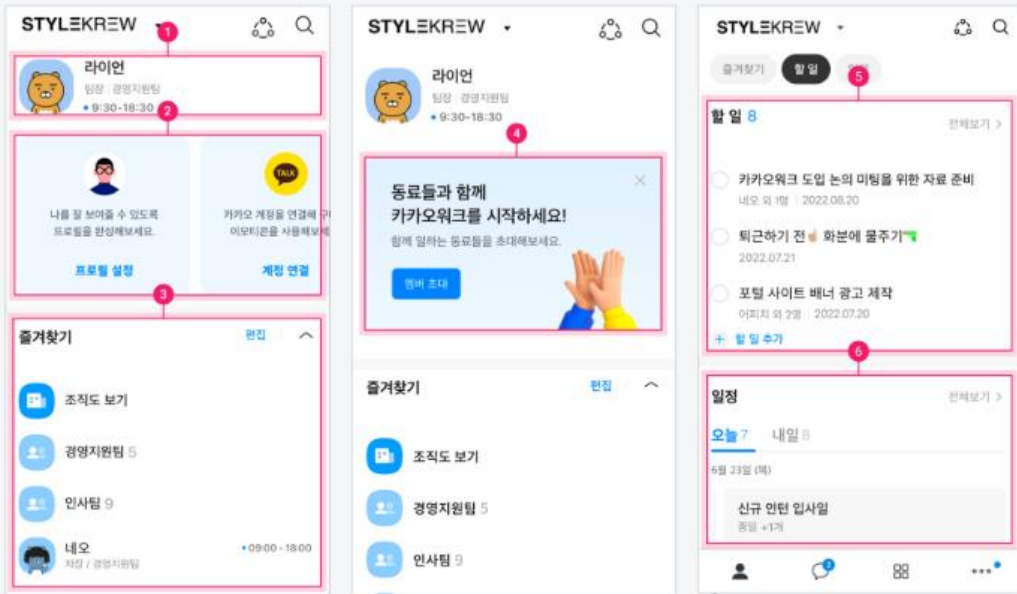 STYLEKREW
1
라이언
팀장 경영지원팀
9:30-18:30
2
나를 잘 보여줄 수 있도록
프로필을 완성해보세요.
프로필 설정
TALK
카카오 계정을 연결해
이모티콘을 사용해보세
계정 연결
3
즐겨찾기
편집
조직도 보기
경영지원팀 5
인사팀 9
네오
차장 / 경영지원팀
09:00 - 18:00
STYLEKREW
라이언
팀장 경영지원팀
9:30-18:30
4
동료들과 함께
카카오워크를 시작하세요!
함께 일하는 동료들을 초대해보세요.
멤버 초대
즐겨찾기
편집
조직도 보기
경영지원팀 5
인사팀 9
STYLEKREW
즐겨찾기
할 일
5
할 일 8
전체보기 >
카카오워크 도입 논의 미팅을 위한 자료 준비
네오 외 1명 2022.08.20
퇴근하기 전☝🏼 화분에 물주기🔫
2022.07.21
포털 사이트 배너 광고 제작
어피치 외 2명 2022.07.20
+ 할 일 추가
6
일정
전체보기 >
오늘 7
내일 8
6월 23일 (목)
신규 인턴 입사일
종일 +1개